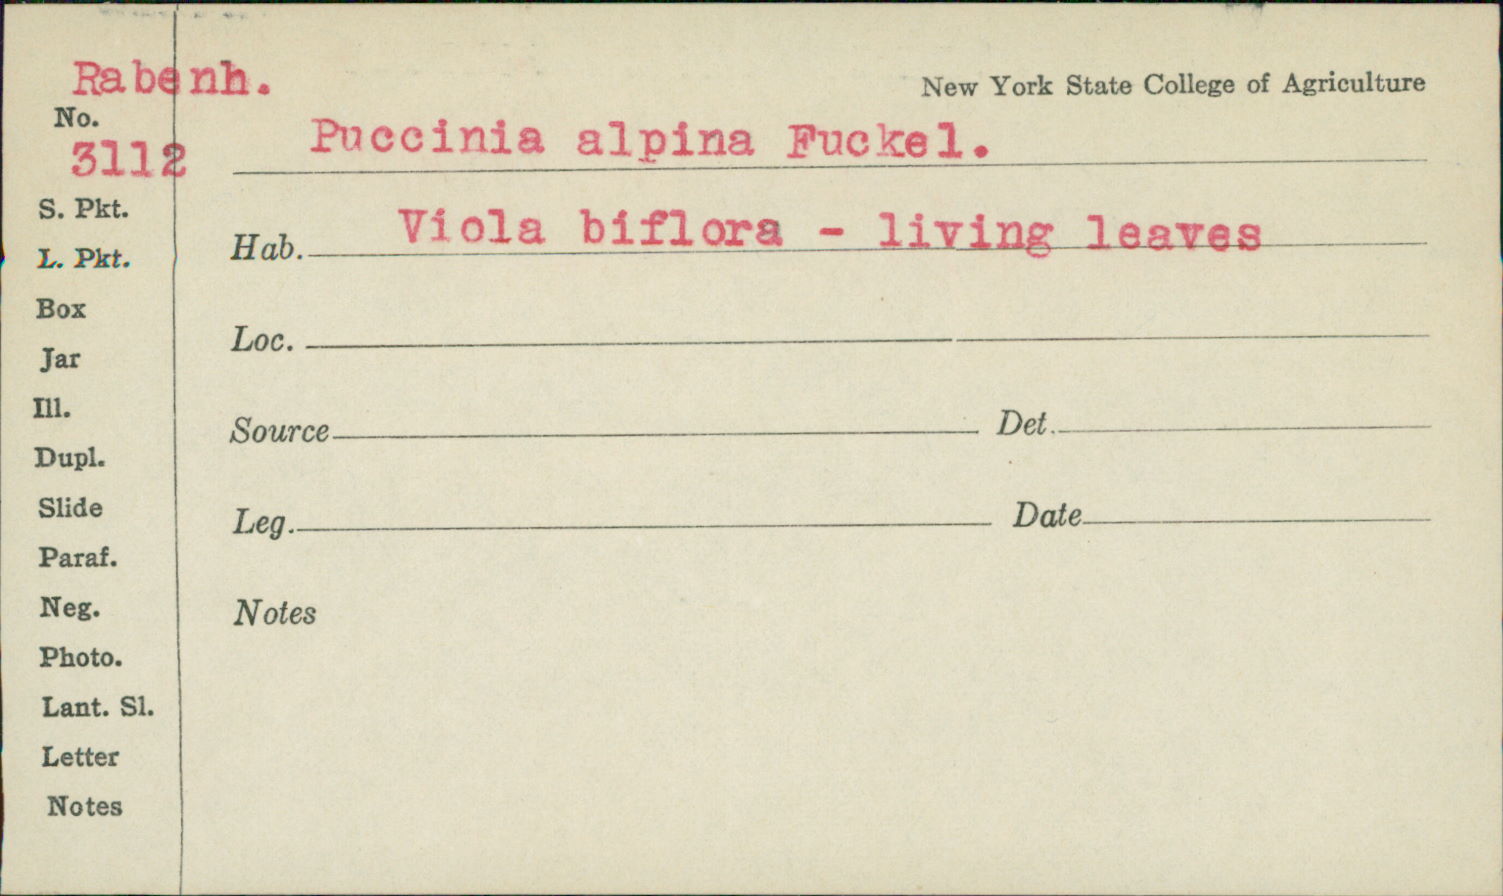 Rabenh.
New York State College of Agriculture
No.
3112
Puccinia alpina Fuckel.
S. Pkt.
Hab. Viola biflora - living leaves
L. Pkt.
Box
Loc.
Jar
Ill.
Source Det.
Dupl.
Slide
Leg. Date
Paraf.
Neg.
Notes
Photo.
Lant. Sl.
Letter
Notes